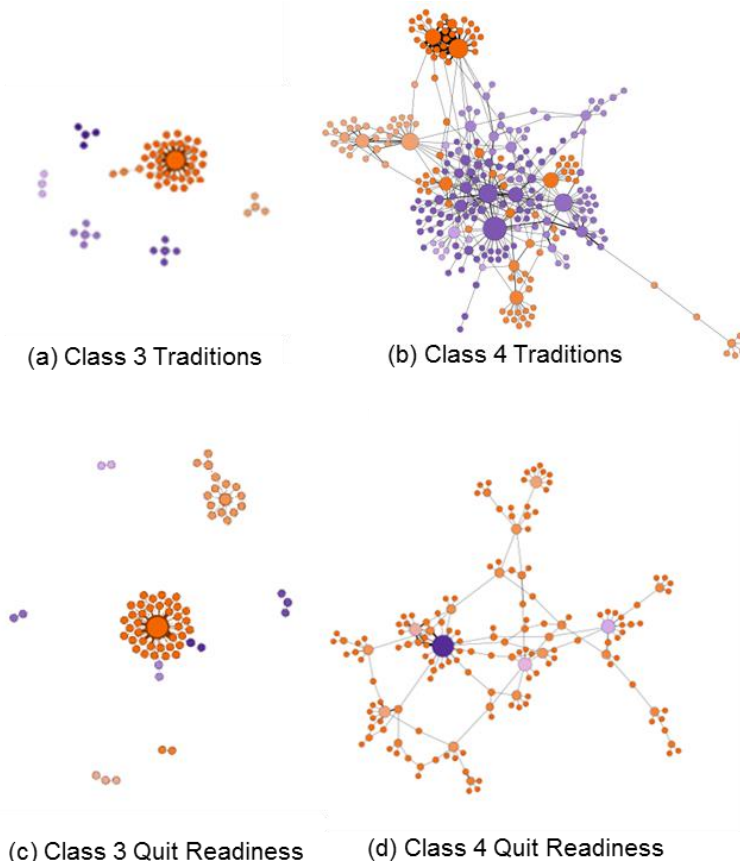 (a) Class 3 Traditions
(b) Class 4 Traditions
(c) Class 3 Quit Readiness
(d) Class 4 Quit Readiness